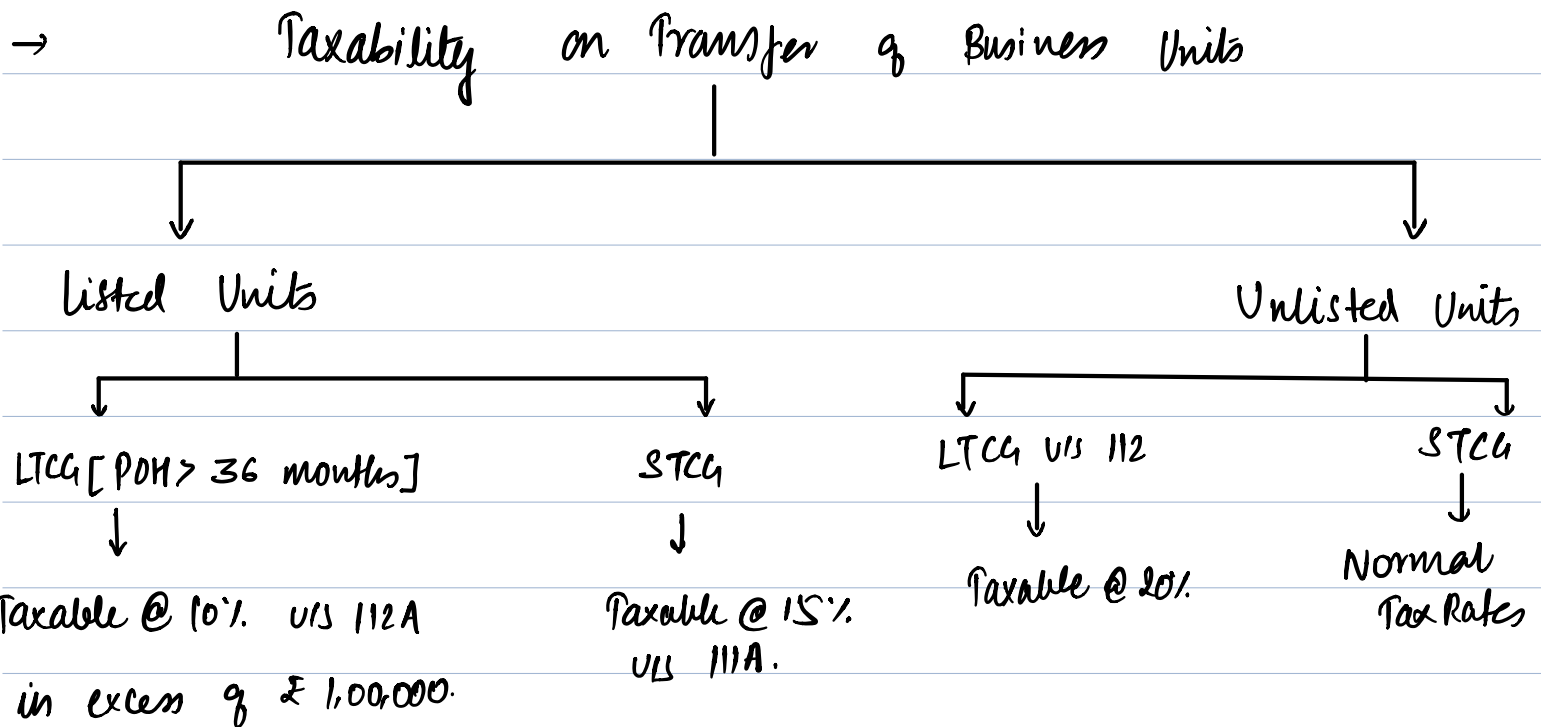 → Taxability on Transfer of Business Units
Listed Units
Unlisted Units
LTCG [POH > 36 months]
STCG
LTCG u/s 112
STCG
Taxable @ 10% u/s 112A
in excess of ₹ 1,00,000.
Taxable @ 15%
u/s 111A.
Taxable @ 20%
Normal
Tax Rates